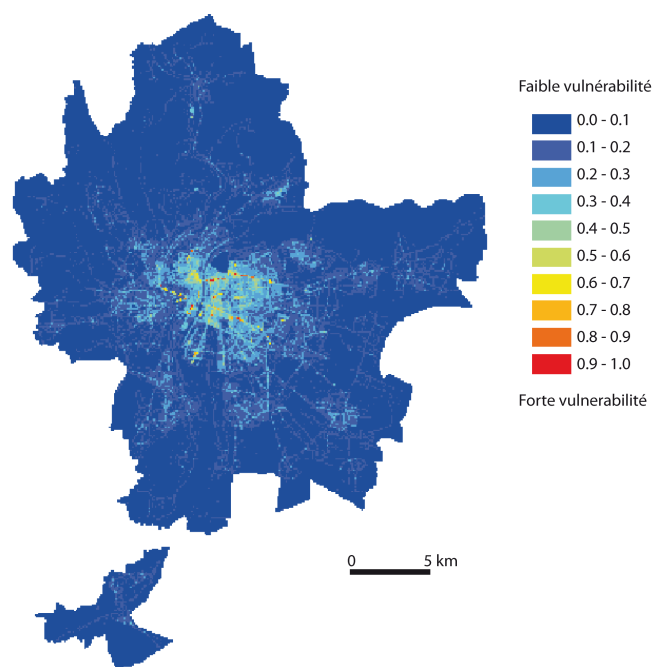 Faible vulnérabilité
0.0 - 0.1
0.1 - 0.2
0.2 - 0.3
0.3 - 0.4
0.4 - 0.5
0.5 - 0.6
0.6 - 0.7
0.7 - 0.8
0.8 - 0.9
0.9 - 1.0
Forte vulnerabilité
0 5 km